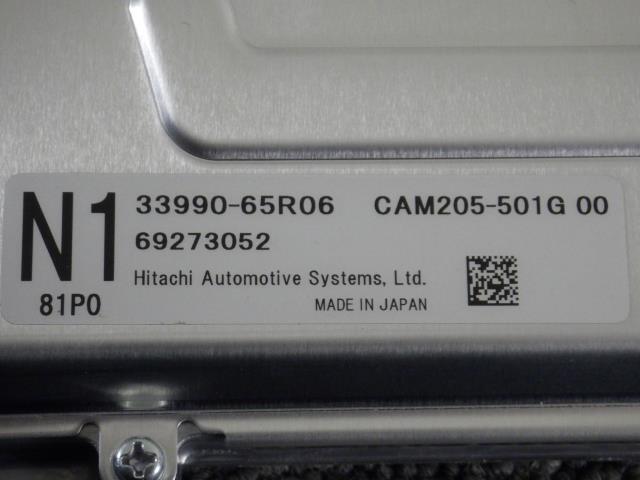 N1 33990-65R06 CAM205-501G 00
69273052
Hitachi Automotive Systems, Ltd.
81P0 MADE IN JAPAN